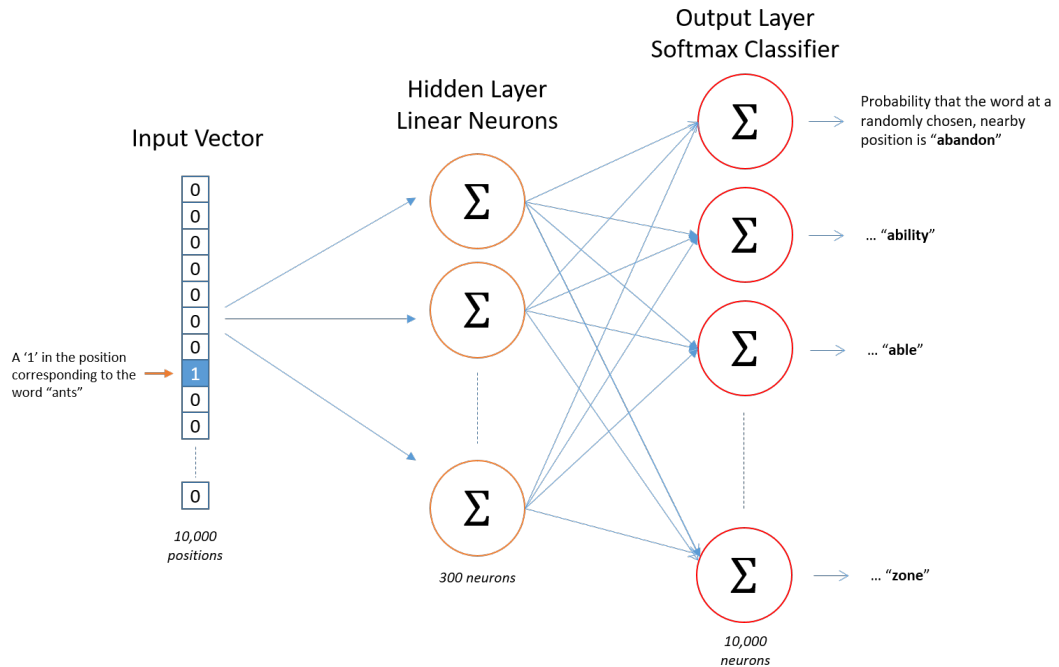 Output Layer
Softmax Classifier
Hidden Layer
Linear Neurons
Input Vector
0
0
0
0
0
0
0
1
0
0
0
A ‘1’ in the position
corresponding to the
word “ants”
10,000
positions
Σ
Σ
Σ
300 neurons
Σ
Σ
Σ
Σ
10,000
neurons
Probability that the word at a
randomly chosen, nearby
position is “abandon”
... “ability”
... “able”
... “zone”